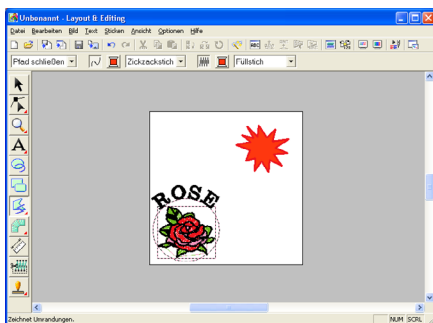 Unbenannt - Layout & Editing
Datei Bearbeiten Bild Text Sticken Ansicht Optionen Hilfe
ABC
Pfad schließen Zickzackstich Füllstich
A
ROSE
Zeichnet Umrandungen.
NUM SCRL